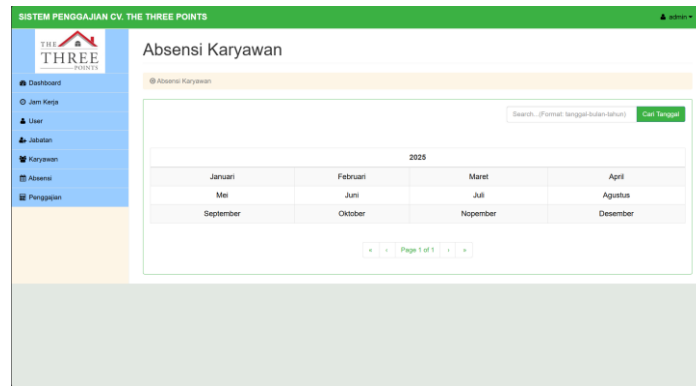 SISTEM PENGGAJIAN CV. THE THREE POINTS
admin
THE
THREE
POINTS
Absensi Karyawan
Dashboard
Absensi Karyawan
Jam Kerja
User
Jabatan
Karyawan
Absensi
Penggajian
Search...(Format: tanggal-bulan-tahun)
Cari Tanggal
2025
Januari Februari Maret April
Mei Juni Juli Agustus
September Oktober Nopember Desember
« ‹ Page 1 of 1 › »